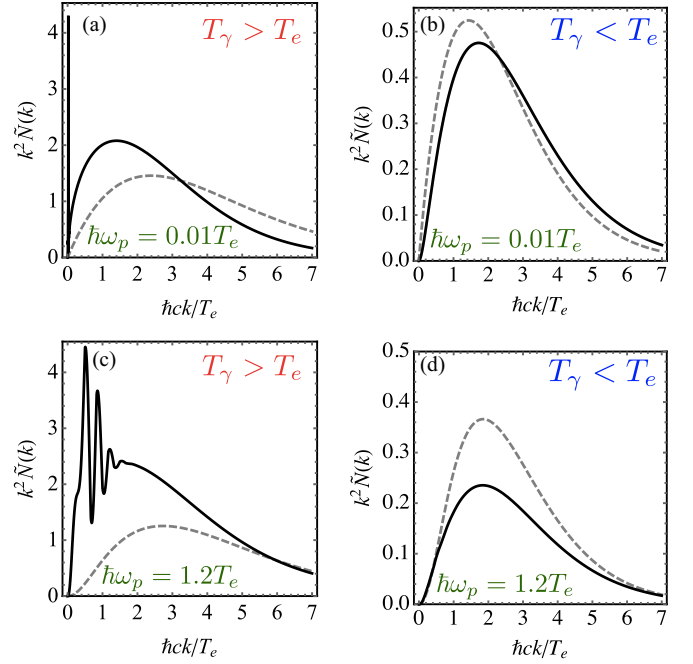 (a)
T_γ > T_e
k² Ñ(k)
4
3
2
1
0
ℏω_p = 0.01T_e
0 1 2 3 4 5 6 7
ℏck/T_e
(b)
T_γ < T_e
k² Ñ(k)
0.5
0.4
0.3
0.2
0.1
0.0
ℏω_p = 0.01T_e
0 1 2 3 4 5 6 7
ℏck/T_e
(c)
T_γ > T_e
k² Ñ(k)
4
3
2
1
0
ℏω_p = 1.2T_e
0 1 2 3 4 5 6 7
ℏck/T_e
(d)
T_γ < T_e
k² Ñ(k)
0.5
0.4
0.3
0.2
0.1
0.0
ℏω_p = 1.2T_e
0 1 2 3 4 5 6 7
ℏck/T_e